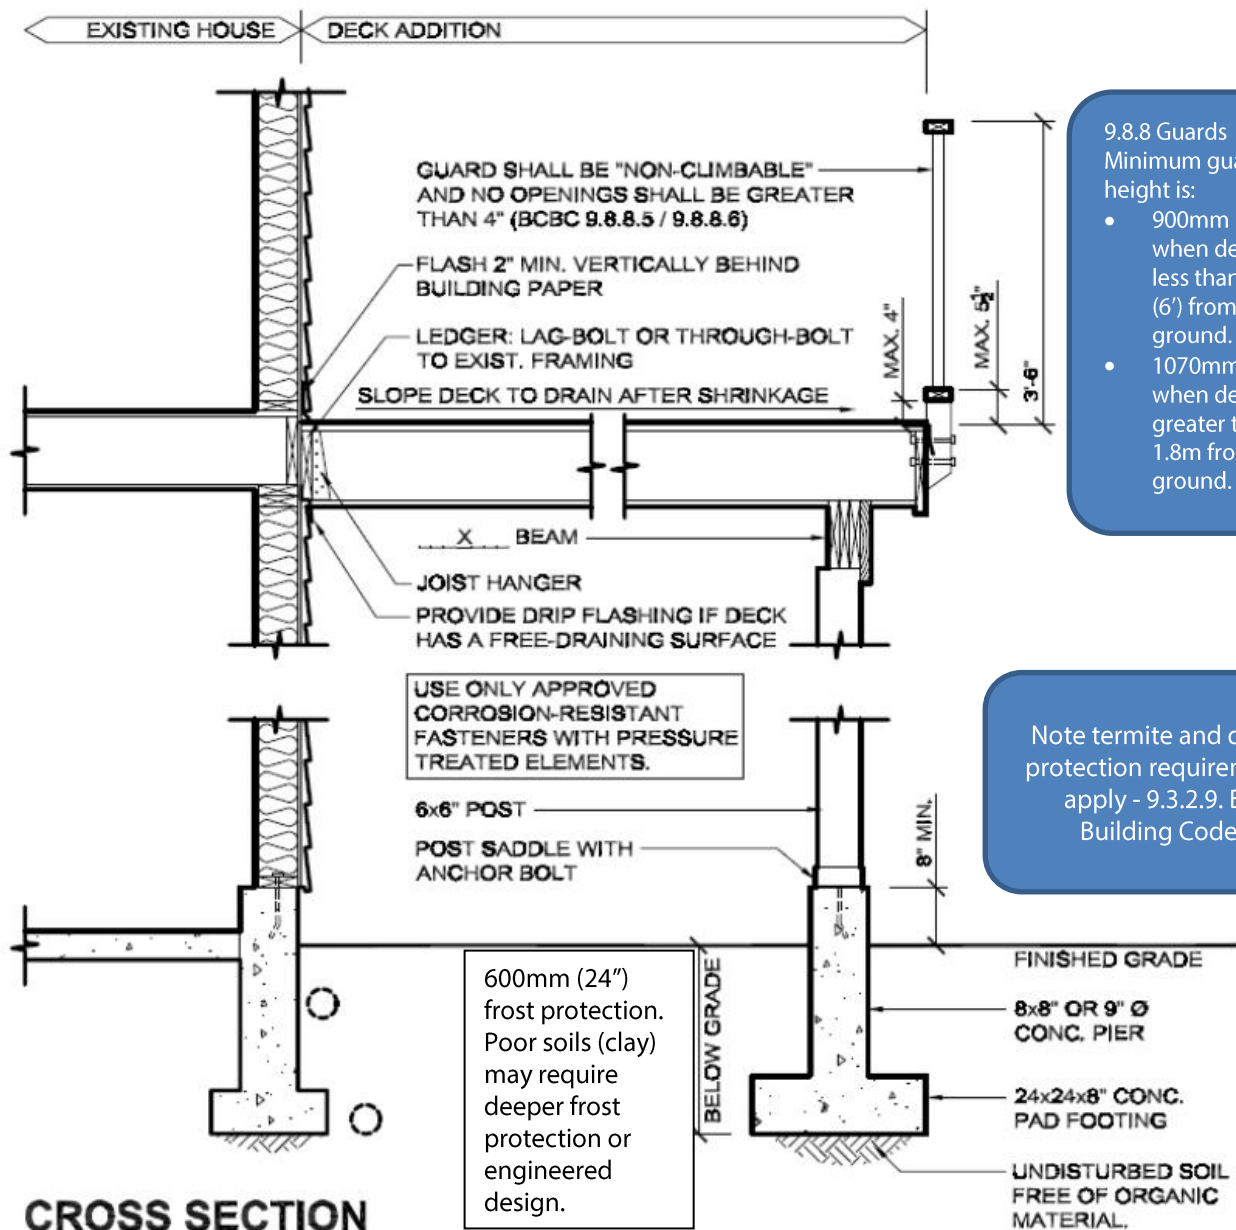 EXISTING HOUSE
DECK ADDITION
GUARD SHALL BE "NON-CLIMBABLE"
AND NO OPENINGS SHALL BE GREATER
THAN 4" (BCBC 9.8.8.5 / 9.8.8.6)
FLASH 2" MIN. VERTICALLY BEHIND
BUILDING PAPER
LEDGER: LAG-BOLT OR THROUGH-BOLT
TO EXIST. FRAMING
SLOPE DECK TO DRAIN AFTER SHRINKAGE
MAX. 4"
MAX. 5½"
3'-6"
9.8.8 Guards
Minimum
height is:
• 900mm
when
less than
(6') from
ground.
• 1070mm
when
greater
1.8m
ground.
X BEAM
JOIST HANGER
PROVIDE DRIP FLASHING IF DECK
HAS A FREE-DRAINING SURFACE
USE ONLY APPROVED
CORROSION-RESISTANT
FASTENERS WITH PRESSURE
TREATED ELEMENTS.
6x6" POST
POST SADDLE WITH
ANCHOR BOLT
8" MIN.
Note termite and
protection
apply - 9.3.2.9.
Building Code
600mm (24")
frost protection.
Poor soils (clay)
may require
deeper frost
protection or
engineered
design.
BELOW GRADE
FINISHED GRADE
8x8" OR 9" Ø
CONC. PIER
24x24x8" CONC.
PAD FOOTING
UNDISTURBED SOIL
FREE OF ORGANIC
MATERIAL.
CROSS SECTION